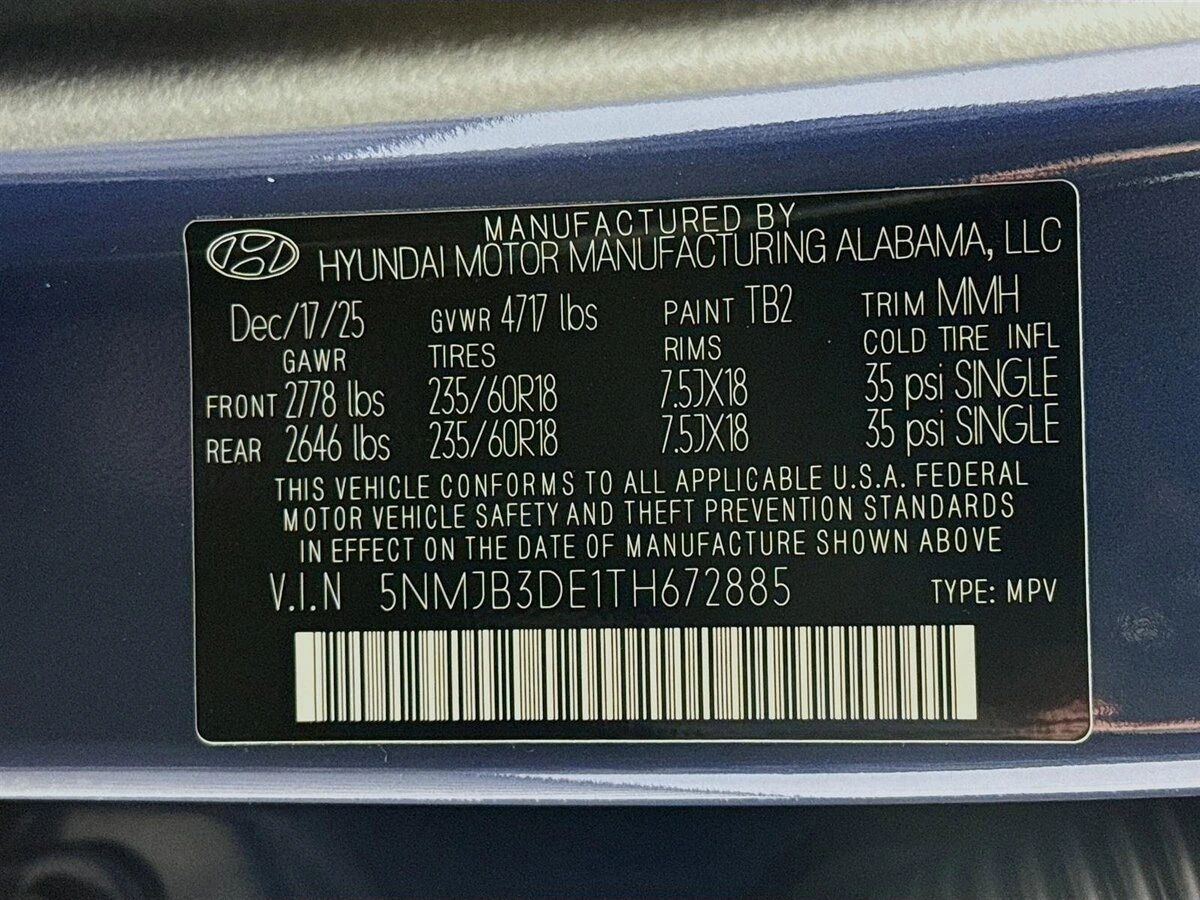 MANUFACTURED BY
HYUNDAI MOTOR MANUFACTURING ALABAMA, LLC
Dec/17/25 GVWR 4717 lbs PAINT TB2 TRIM MMH
GAWR TIRES RIMS COLD TIRE INFL
FRONT 2778 lbs 235/60R18 7.5JX18 35 psi SINGLE
REAR 2646 lbs 235/60R18 7.5JX18 35 psi SINGLE
THIS VEHICLE CONFORMS TO ALL APPLICABLE U.S.A. FEDERAL
MOTOR VEHICLE SAFETY AND THEFT PREVENTION STANDARDS
IN EFFECT ON THE DATE OF MANUFACTURE SHOWN ABOVE
V.I.N 5NMJB3DE1TH672885 TYPE: MPV